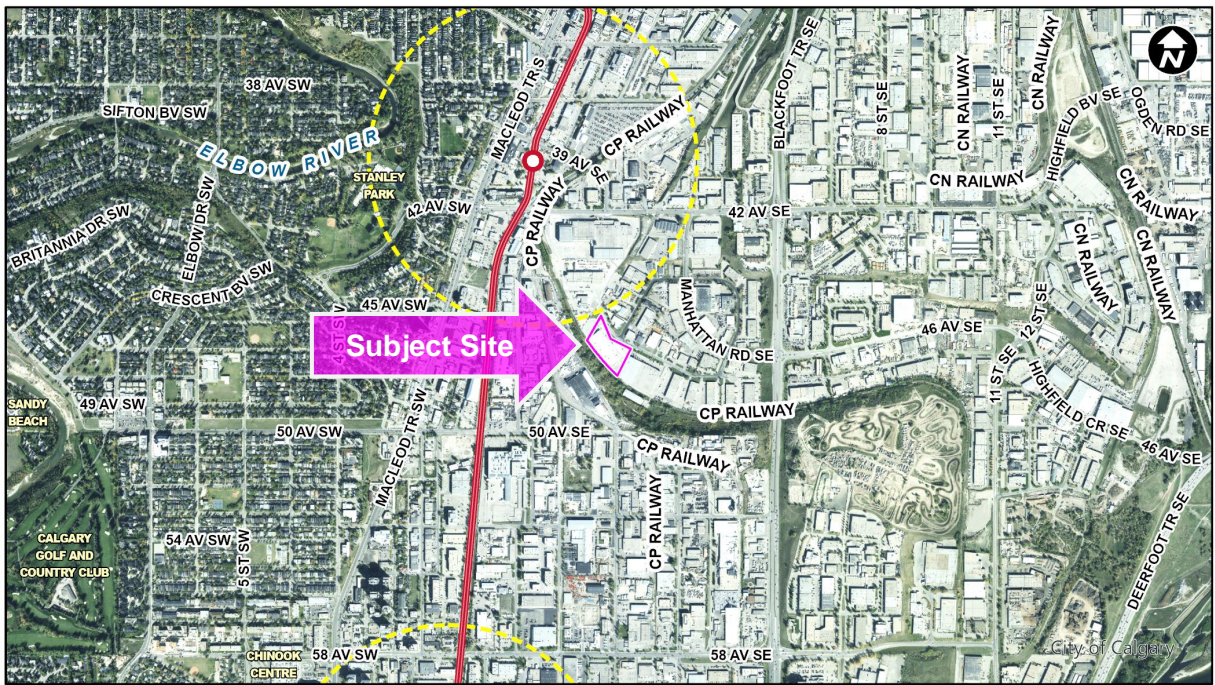 38 AV SW
SIFTON BV SW
ELBOW RIVER
STANLEY
PARK
MACLEOD TR S
39 AV SE
CP RAILWAY
BLACKFOOT TR SE
8 ST SE
CN RAILWAY
11 ST SE
CN RAILWAY
HIGHFIELD BV SE
OGDEN RD SE
N
CN RAILWAY
CN RAILWAY
BRITANNIA DR SW
ELBOW DR SW
CRESCENT BV SW
42 AV SW
CP RAILWAY
42 AV SE
CN RAILWAY
CN RAILWAY
45 AV SW
4 ST SW
Subject Site
MANHATTAN RD SE
46 AV SE
12 ST SE
11 ST SE
HIGHFIELD CR SE
46 AV SE
SANDY
BEACH
49 AV SW
50 AV SW
MACLEOD TR SW
50 AV SE
CP RAILWAY
CP RAILWAY
CP RAILWAY
54 AV SW
5 ST SW
CALGARY
GOLF AND
COUNTRY CLUB
DEERFOOT TR SE
CHINOOK
CENTRE
58 AV SW
58 AV SE
City of Calgary